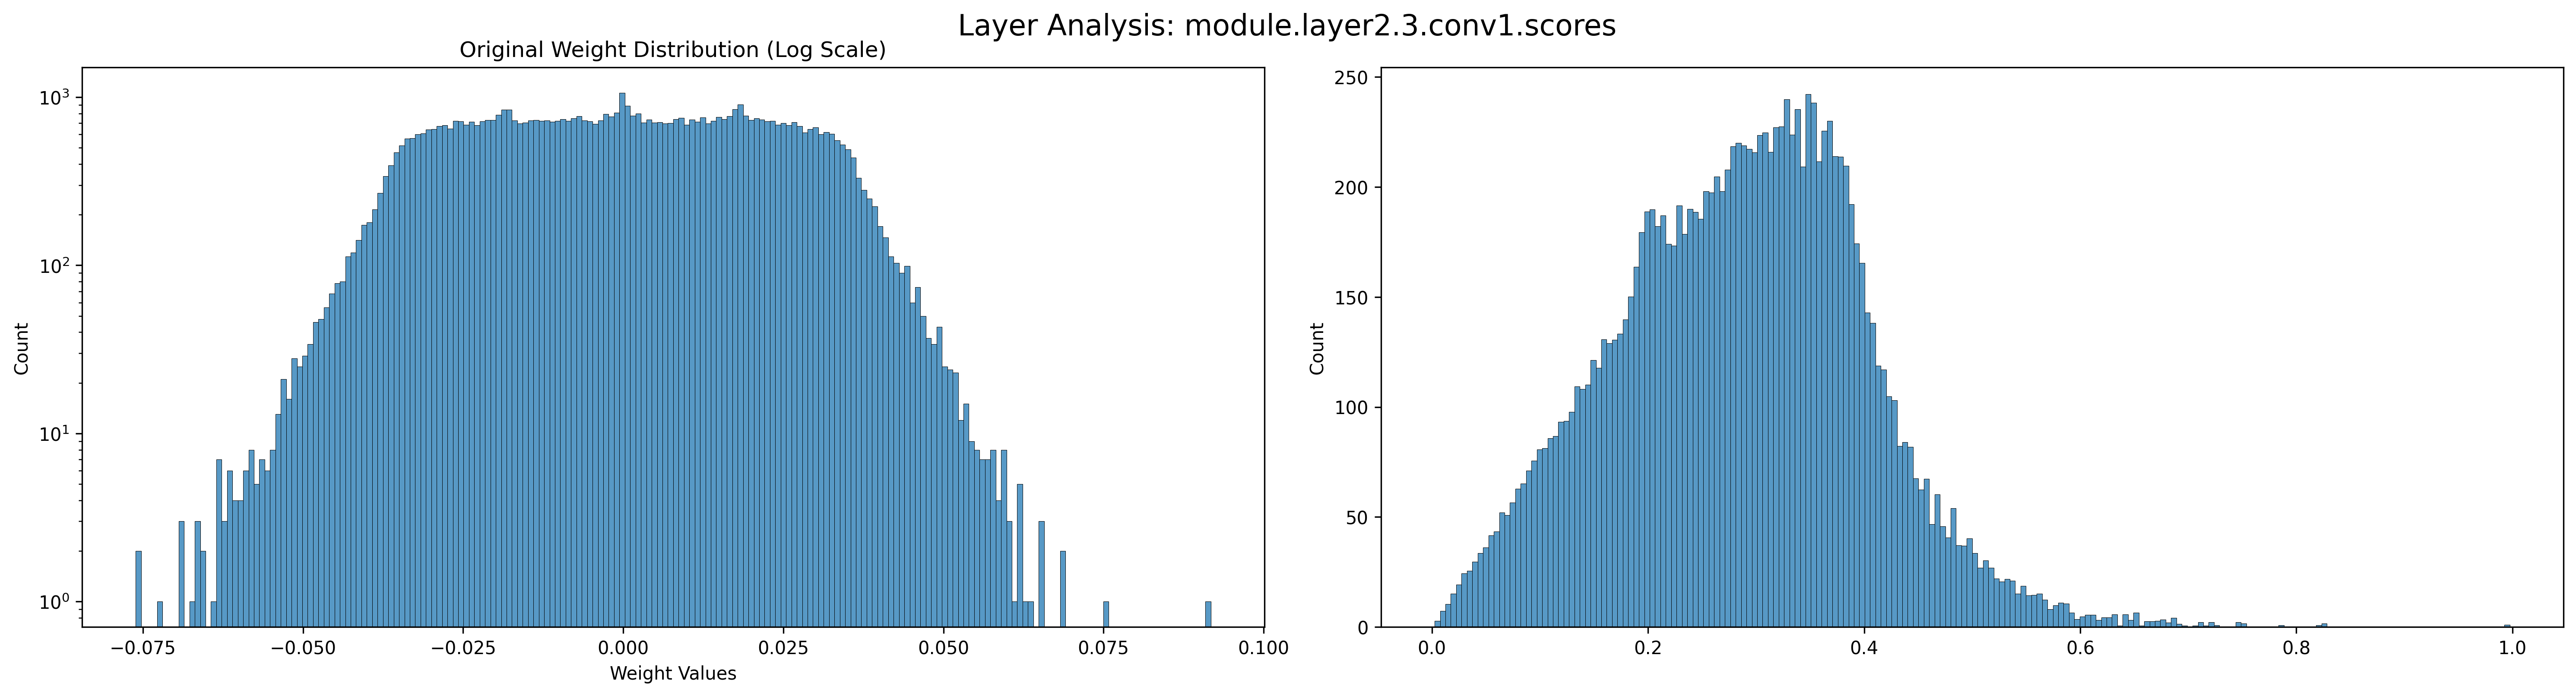 Layer Analysis: module.layer2.3.conv1.scores
Original Weight Distribution (Log Scale)
10³
10²
10¹
10⁰
Count
−0.075 −0.050 −0.025 0.000 0.025 0.050 0.075 0.100
Weight Values
250
200
150
100
50
0
Count
0.0 0.2 0.4 0.6 0.8 1.0